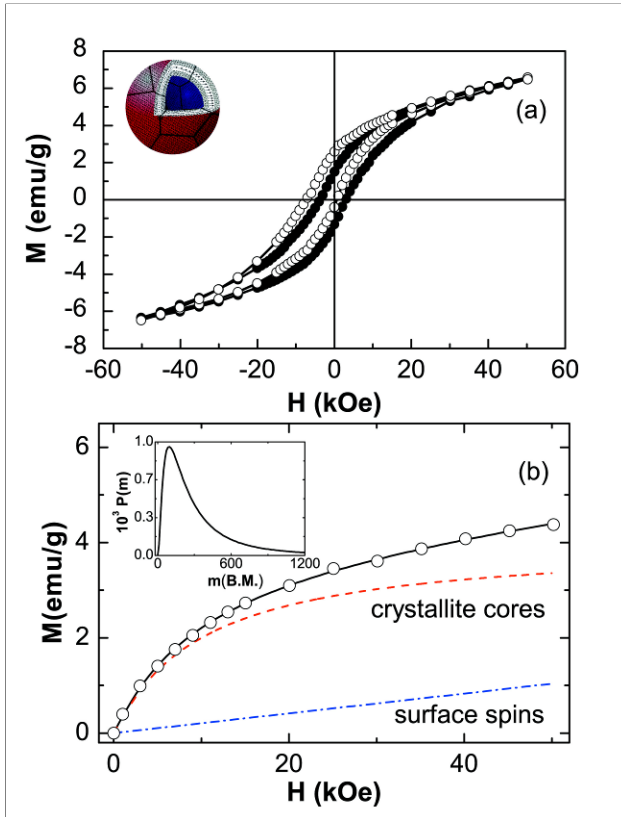 8
6
4
2
0
-2
-4
-6
-8
M (emu/g)
(a)
-60 -40 -20 0 20 40 60
H (kOe)
6
4
2
0
M(emu/g)
(b)
1.0
0.7
0.3
0.0
10³ P(m)
0 600 1200
m(B.M.)
crystallite cores
surface spins
0 20 40
H (kOe)